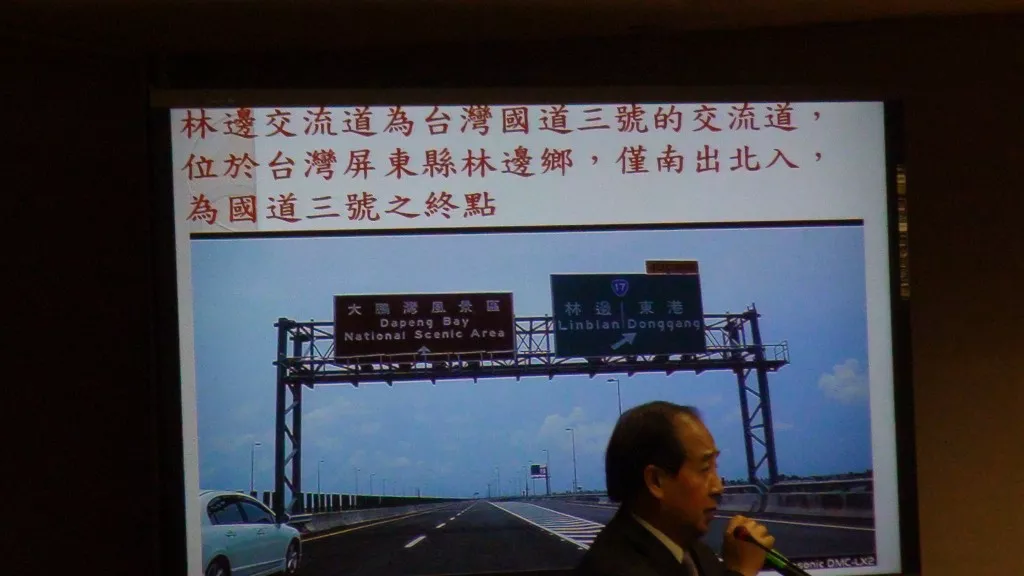 林邊交流道為台灣國道三號的交流道，
位於台灣屏東縣林邊鄉，僅南出北入，
為國道三號之終點
大鵬灣風景區
Dapeng Bay
National Scenic Area
17
林邊 東港
Linbian Donggang
sonic DMC-LX2